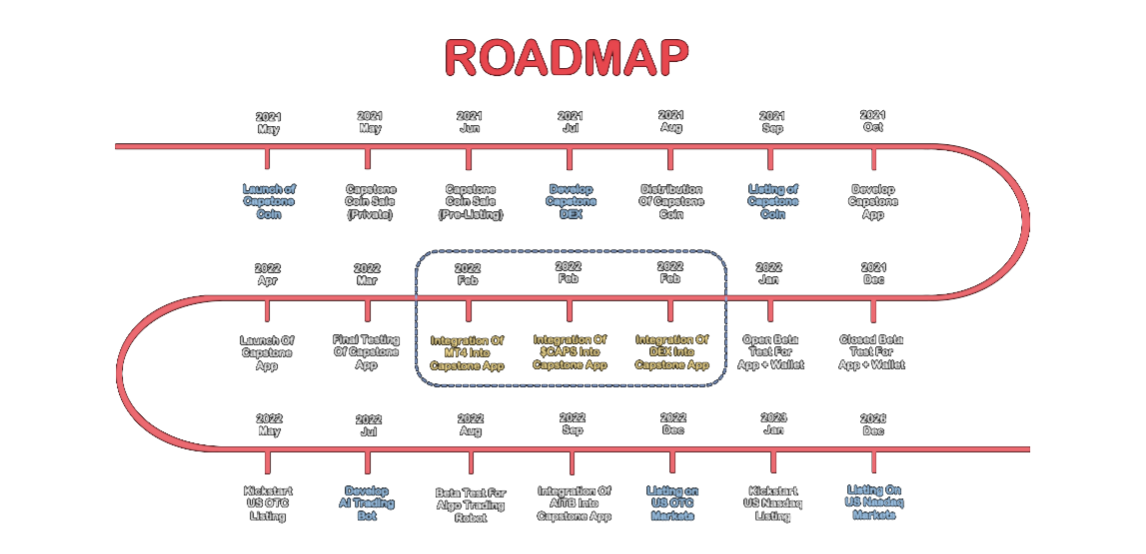 ROADMAP
2021
May
2021
May
2021
Jun
2021
Jul
2021
Aug
2021
Sep
2021
Oct
Launch of
Capstone
Coin
Capstone
Coin Sale
(Private)
Capstone
Coin Sale
(Pre-Listing)
Develop
Capstone
DEX
Distribution
Of Capstone
Coin
Listing of
Capstone
Coin
Develop
Capstone
App
2022
Apr
2022
Mar
2022
Feb
2022
Feb
2022
Feb
2022
Jan
2021
Dec
Launch Of
Capstone
App
Final Testing
Of Capstone
App
Integration Of
MT4 Into
Capstone App
Integration Of
$CAPS Into
Capstone App
Integration Of
DEX Into
Capstone App
Open Beta
Test For
App + Wallet
Closed Beta
Test For
App + Wallet
2022
May
2022
Jul
2022
Aug
2022
Sep
2022
Dec
2023
Jan
2026
Dec
Kickstart
US OTC
Listing
Develop
AI Trading
Bot
Beta Test For
Algo Trading
Robot
Integration Of
AITB Into
Capstone App
Listing on
US OTC
Markets
Kickstart
US Nasdaq
Listing
Listing On
US Nasdaq
Markets